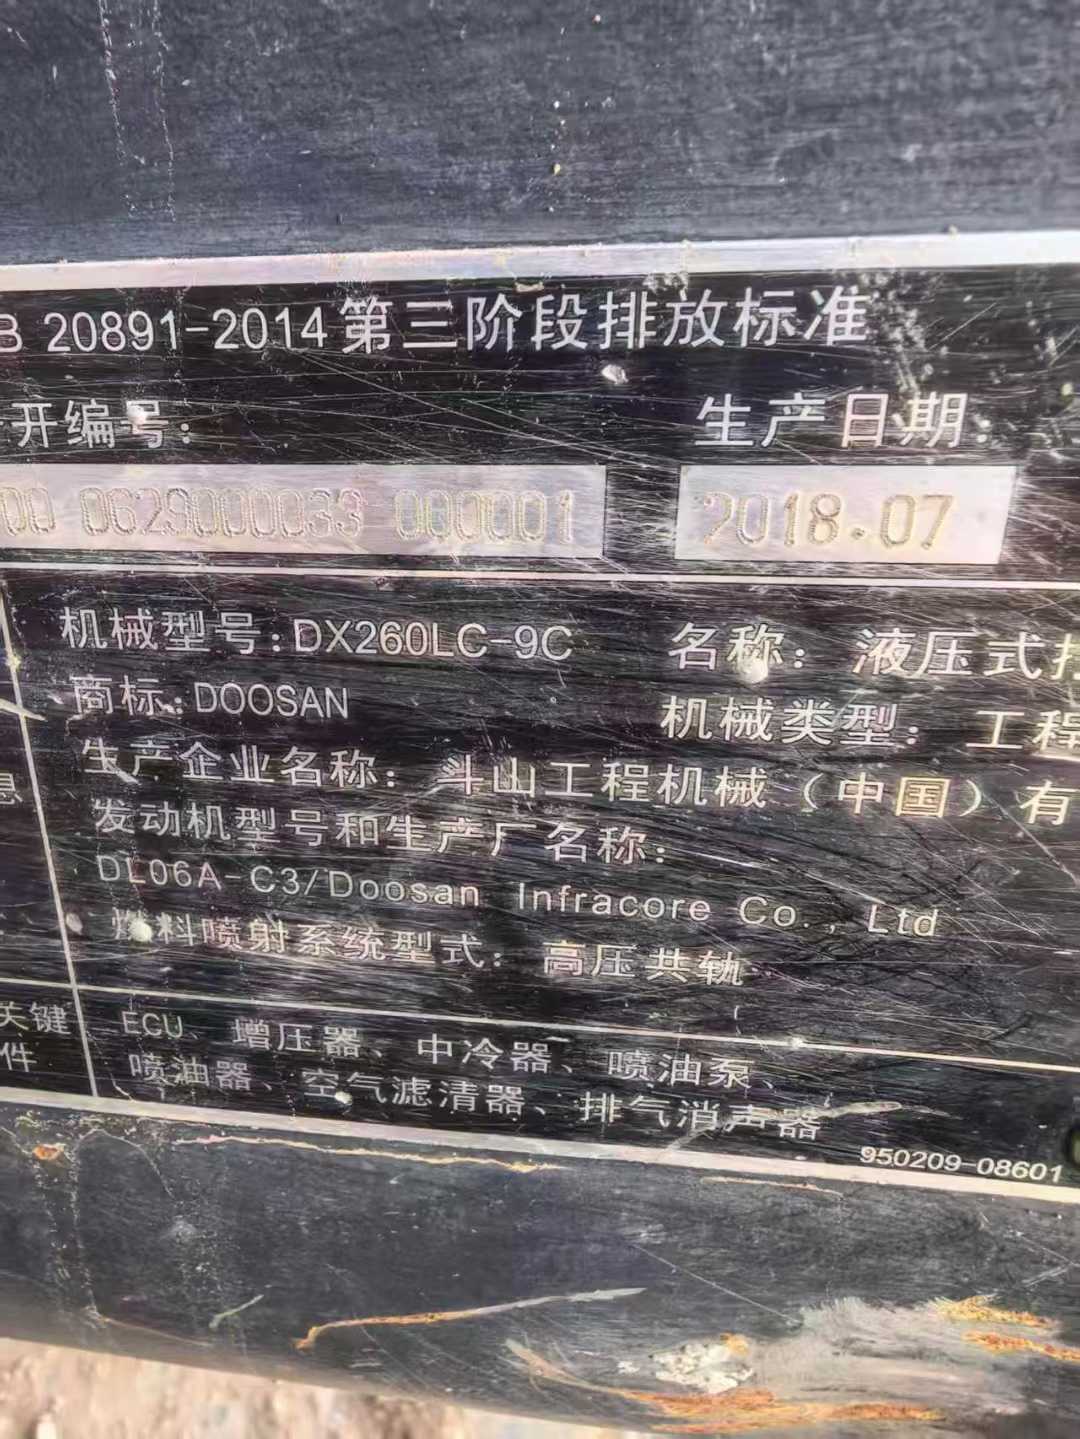 B 20891-2014第三阶段排放标准
开编号:
生产日期:
00 0629000033 000001
2018.07
机械型号:DX260LC-9C
名称: 液压式
商标:DOOSAN
机械类型: 工程
生产企业名称: 斗山工程机械（中国）有
息
发动机型号和生产厂名称:
DL06A-C3/Doosan Infracore Co., Ltd
燃料喷射系统型式: 高压共轨
关键
件
ECU、增压器、中冷器、喷油泵、
喷油器、空气滤清器、排气消声器
950209-08601